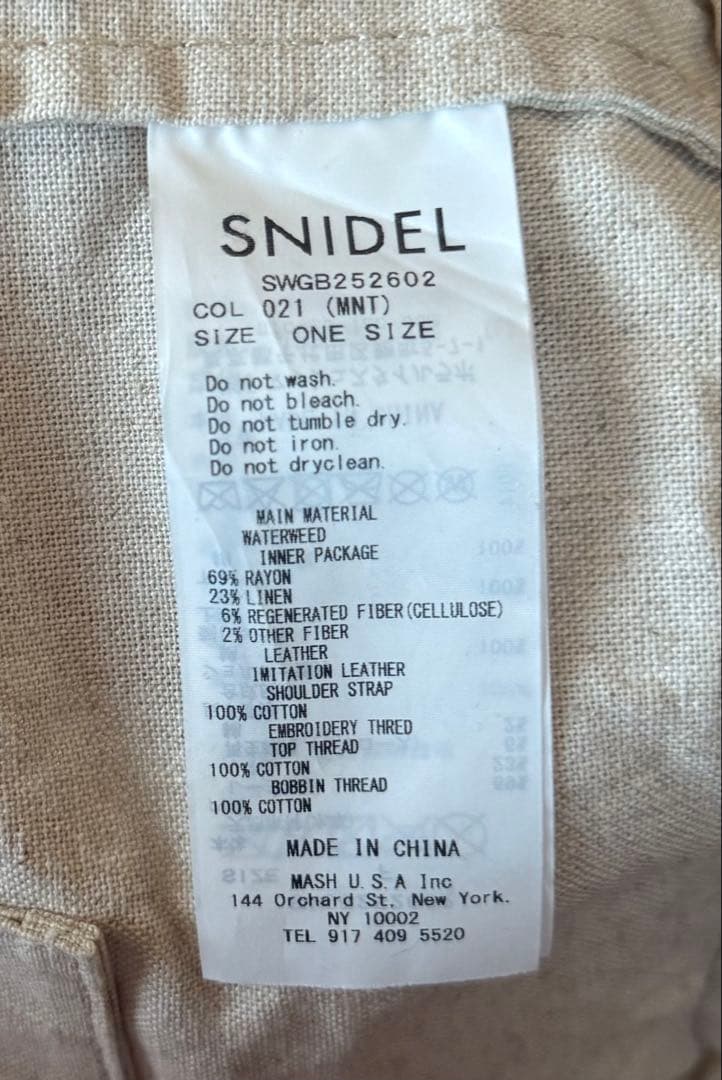 SNIDEL
SWGB252602
COL 021 (MNT)
SIZE ONE SIZE
Do not wash.
Do not bleach.
Do not tumble dry.
Do not iron.
Do not dryclean.
MAIN MATERIAL
WATERWEED
INNER PACKAGE
69% RAYON
23% LINEN
6% REGENERATED FIBER(CELLULOSE)
2% OTHER FIBER
LEATHER
IMITATION LEATHER
SHOULDER STRAP
100% COTTON
EMBROIDERY THRED
TOP THREAD
100% COTTON
BOBBIN THREAD
100% COTTON
MADE IN CHINA
MASH U.S.A Inc
144 Orchard St, New York.
NY 10002
TEL 917 409 5520